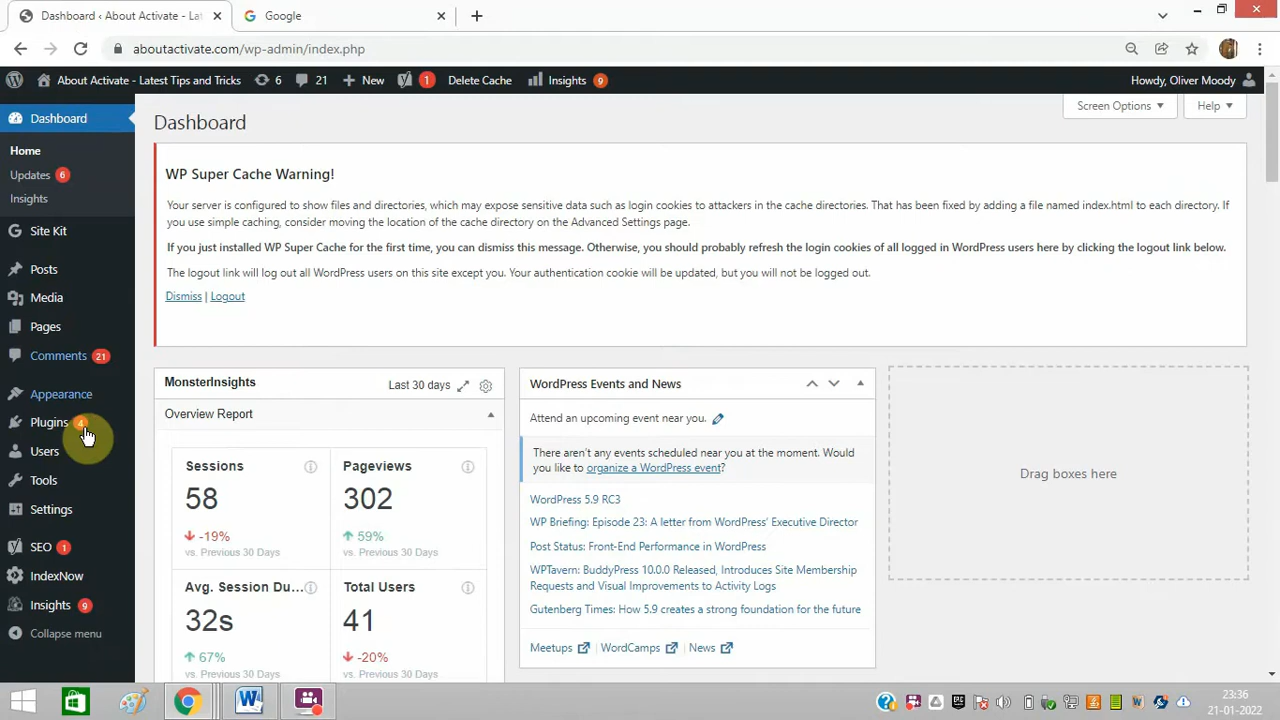 Dashboard ‹ About Activate - Lat
Google
aboutactivate.com/wp-admin/index.php
About Activate - Latest Tips and Tricks
6
21
New
1
Delete Cache
Insights
9
Howdy, Oliver Moody
Dashboard
Home
Updates 6
Insights
Site Kit
Posts
Media
Pages
Comments 21
Appearance
Plugins 4
Users
Tools
Settings
SEO 1
IndexNow
Insights 9
Collapse menu
Screen Options
Help
Dashboard
WP Super Cache Warning!
Your server is configured to show files and directories, which may expose sensitive data such as login cookies to attackers in the cache directories. That has been fixed by adding a file named index.html to each directory. If
you use simple caching, consider moving the location of the cache directory on the Advanced Settings page.
If you just installed WP Super Cache for the first time, you can dismiss this message. Otherwise, you should probably refresh the login cookies of all logged in WordPress users here by clicking the logout link below.
The logout link will log out all WordPress users on this site except you. Your authentication cookie will be updated, but you will not be logged out.
Dismiss | Logout
MonsterInsights
Last 30 days
Overview Report
Sessions
58
-19%
vs. Previous 30 Days
Pageviews
302
59%
vs. Previous 30 Days
Avg. Session Du...
32s
67%
vs. Previous 30 Days
Total Users
41
-20%
vs. Previous 30 Days
WordPress Events and News
Attend an upcoming event near you.
There aren't any events scheduled near you at the moment. Would
you like to organize a WordPress event?
WordPress 5.9 RC3
WP Briefing: Episode 23: A letter from WordPress' Executive Director
Post Status: Front-End Performance in WordPress
WPTavern: BuddyPress 10.0.0 Released, Introduces Site Membership
Requests and Visual Improvements to Activity Logs
Gutenberg Times: How 5.9 creates a strong foundation for the future
Meetups | WordCamps | News
Drag boxes here
23:36
21-01-2022